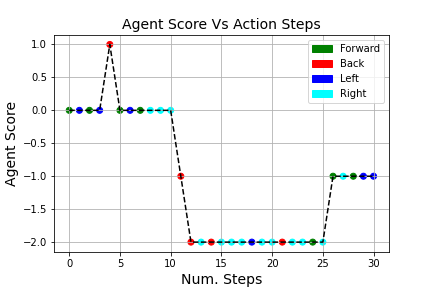 Agent Score Vs Action Steps
Agent Score
1.0
0.5
0.0
−0.5
−1.0
−1.5
−2.0
Forward
Back
Left
Right
0 5 10 15 20 25 30
Num. Steps